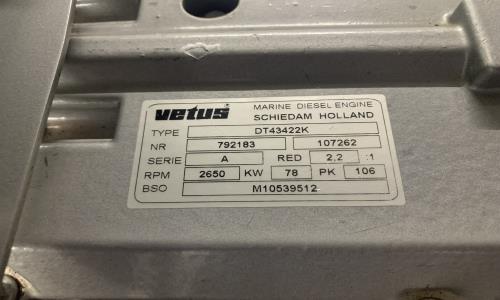 vetus MARINE DIESEL ENGINE
SCHIEDAM HOLLAND
TYPE DT43422K
NR 792183 107262
SERIE A RED 2,2 :1
RPM 2650 KW 78 PK 106
BSO M10539512